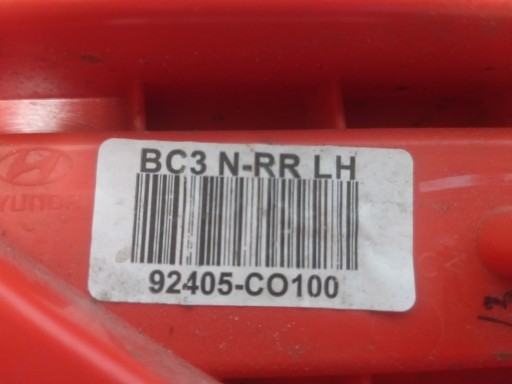 BC3 N-RR LH
HYUNDAI
92405-CO100